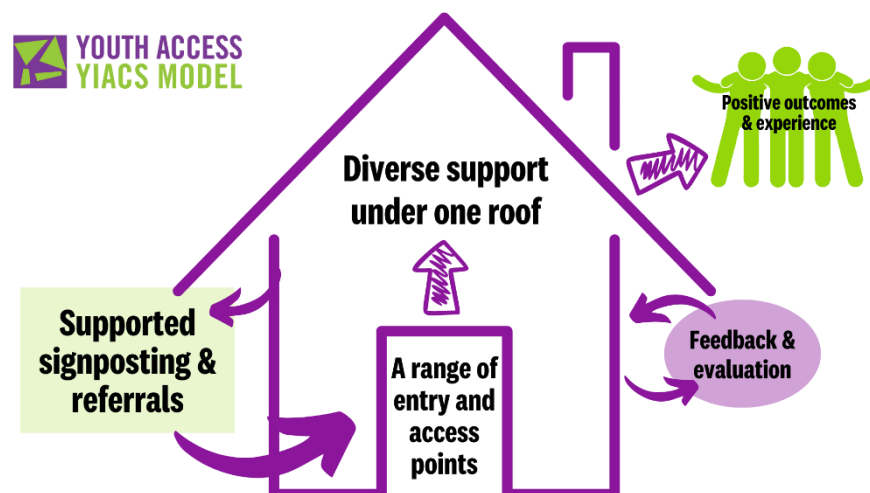 YOUTH ACCESS
YIACS MODEL
Positive outcomes
& experience
Diverse support
under one roof
Supported
signposting &
referrals
A range of
entry and
access
points
Feedback &
evaluation